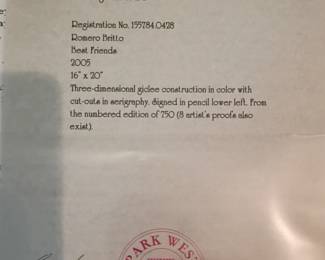 Registration No. 155784.0428
Romero Britto
Best Friends
2005
16" x 20"
Three-dimensional giclee construction in color with
cut-outs in serigraphy, signed in pencil lower left. From
the numbered edition of 750 (8 artist's proofs also
exist).
PARK WEST